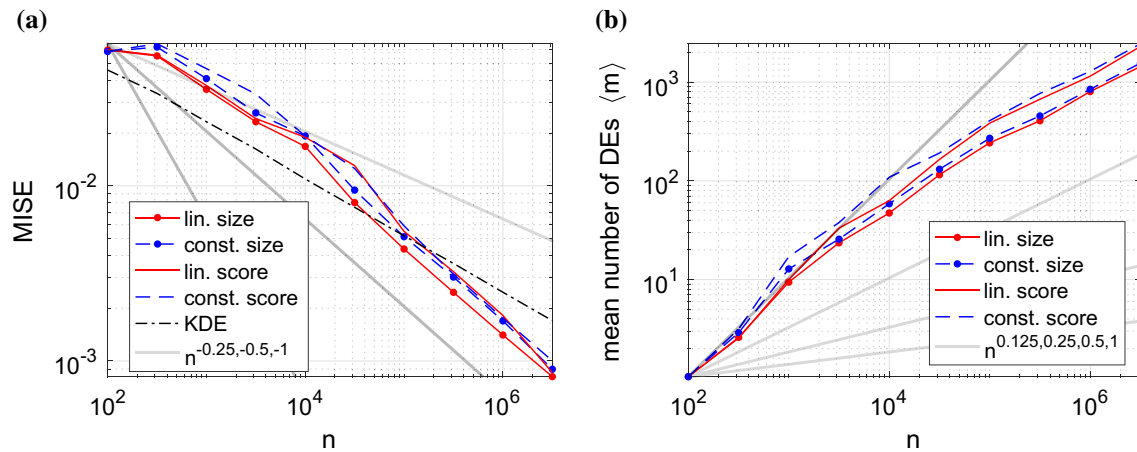 (a)
MISE
10^-2
10^-3
lin. size
const. size
lin. score
const. score
KDE
n^-0.25,-0.5,-1
10^2
10^4
10^6
n
(b)
mean number of DEs ⟨m⟩
10^3
10^2
10^1
lin. size
const. size
lin. score
const. score
n^0.125,0.25,0.5,1
10^2
10^4
10^6
n